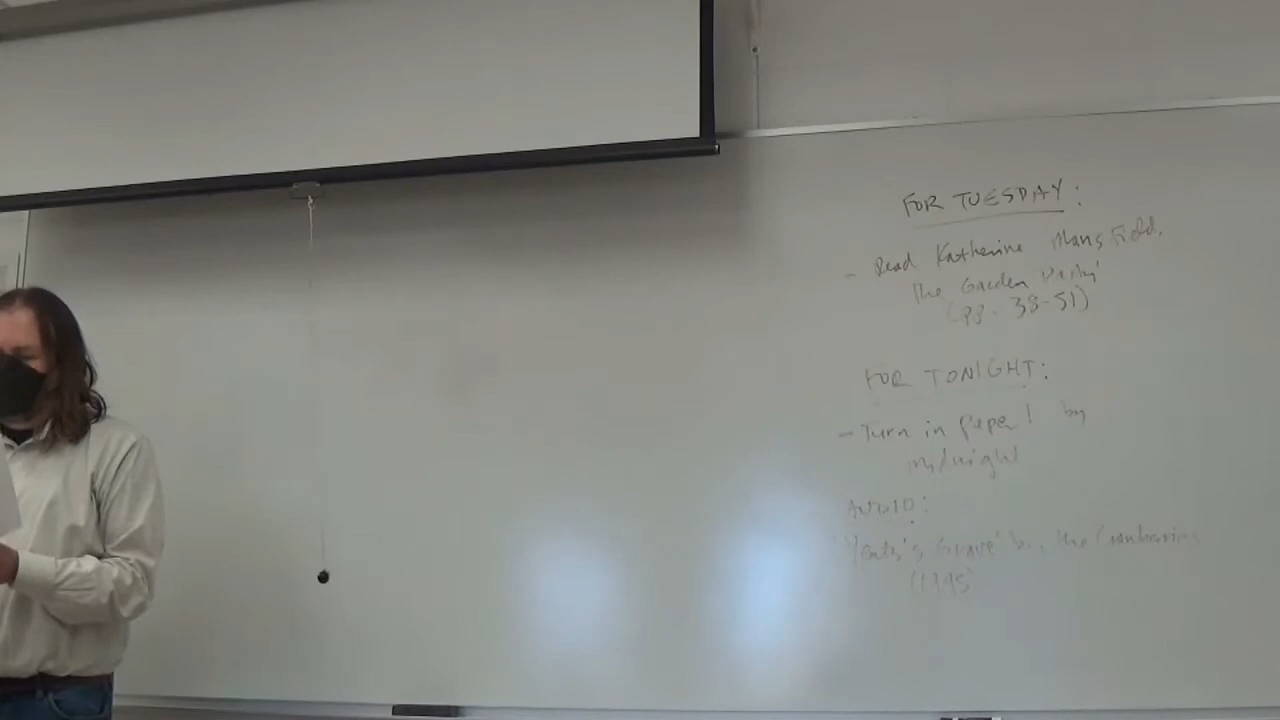 FOR TUESDAY:
- Read Katherine Mansfield,
"The Garden Party"
(pp. 38-51)
FOR TONIGHT:
- Turn in Paper 1 by
midnight
AUDIO:
"Yeats's Grave" by the Cranberries
(1995)